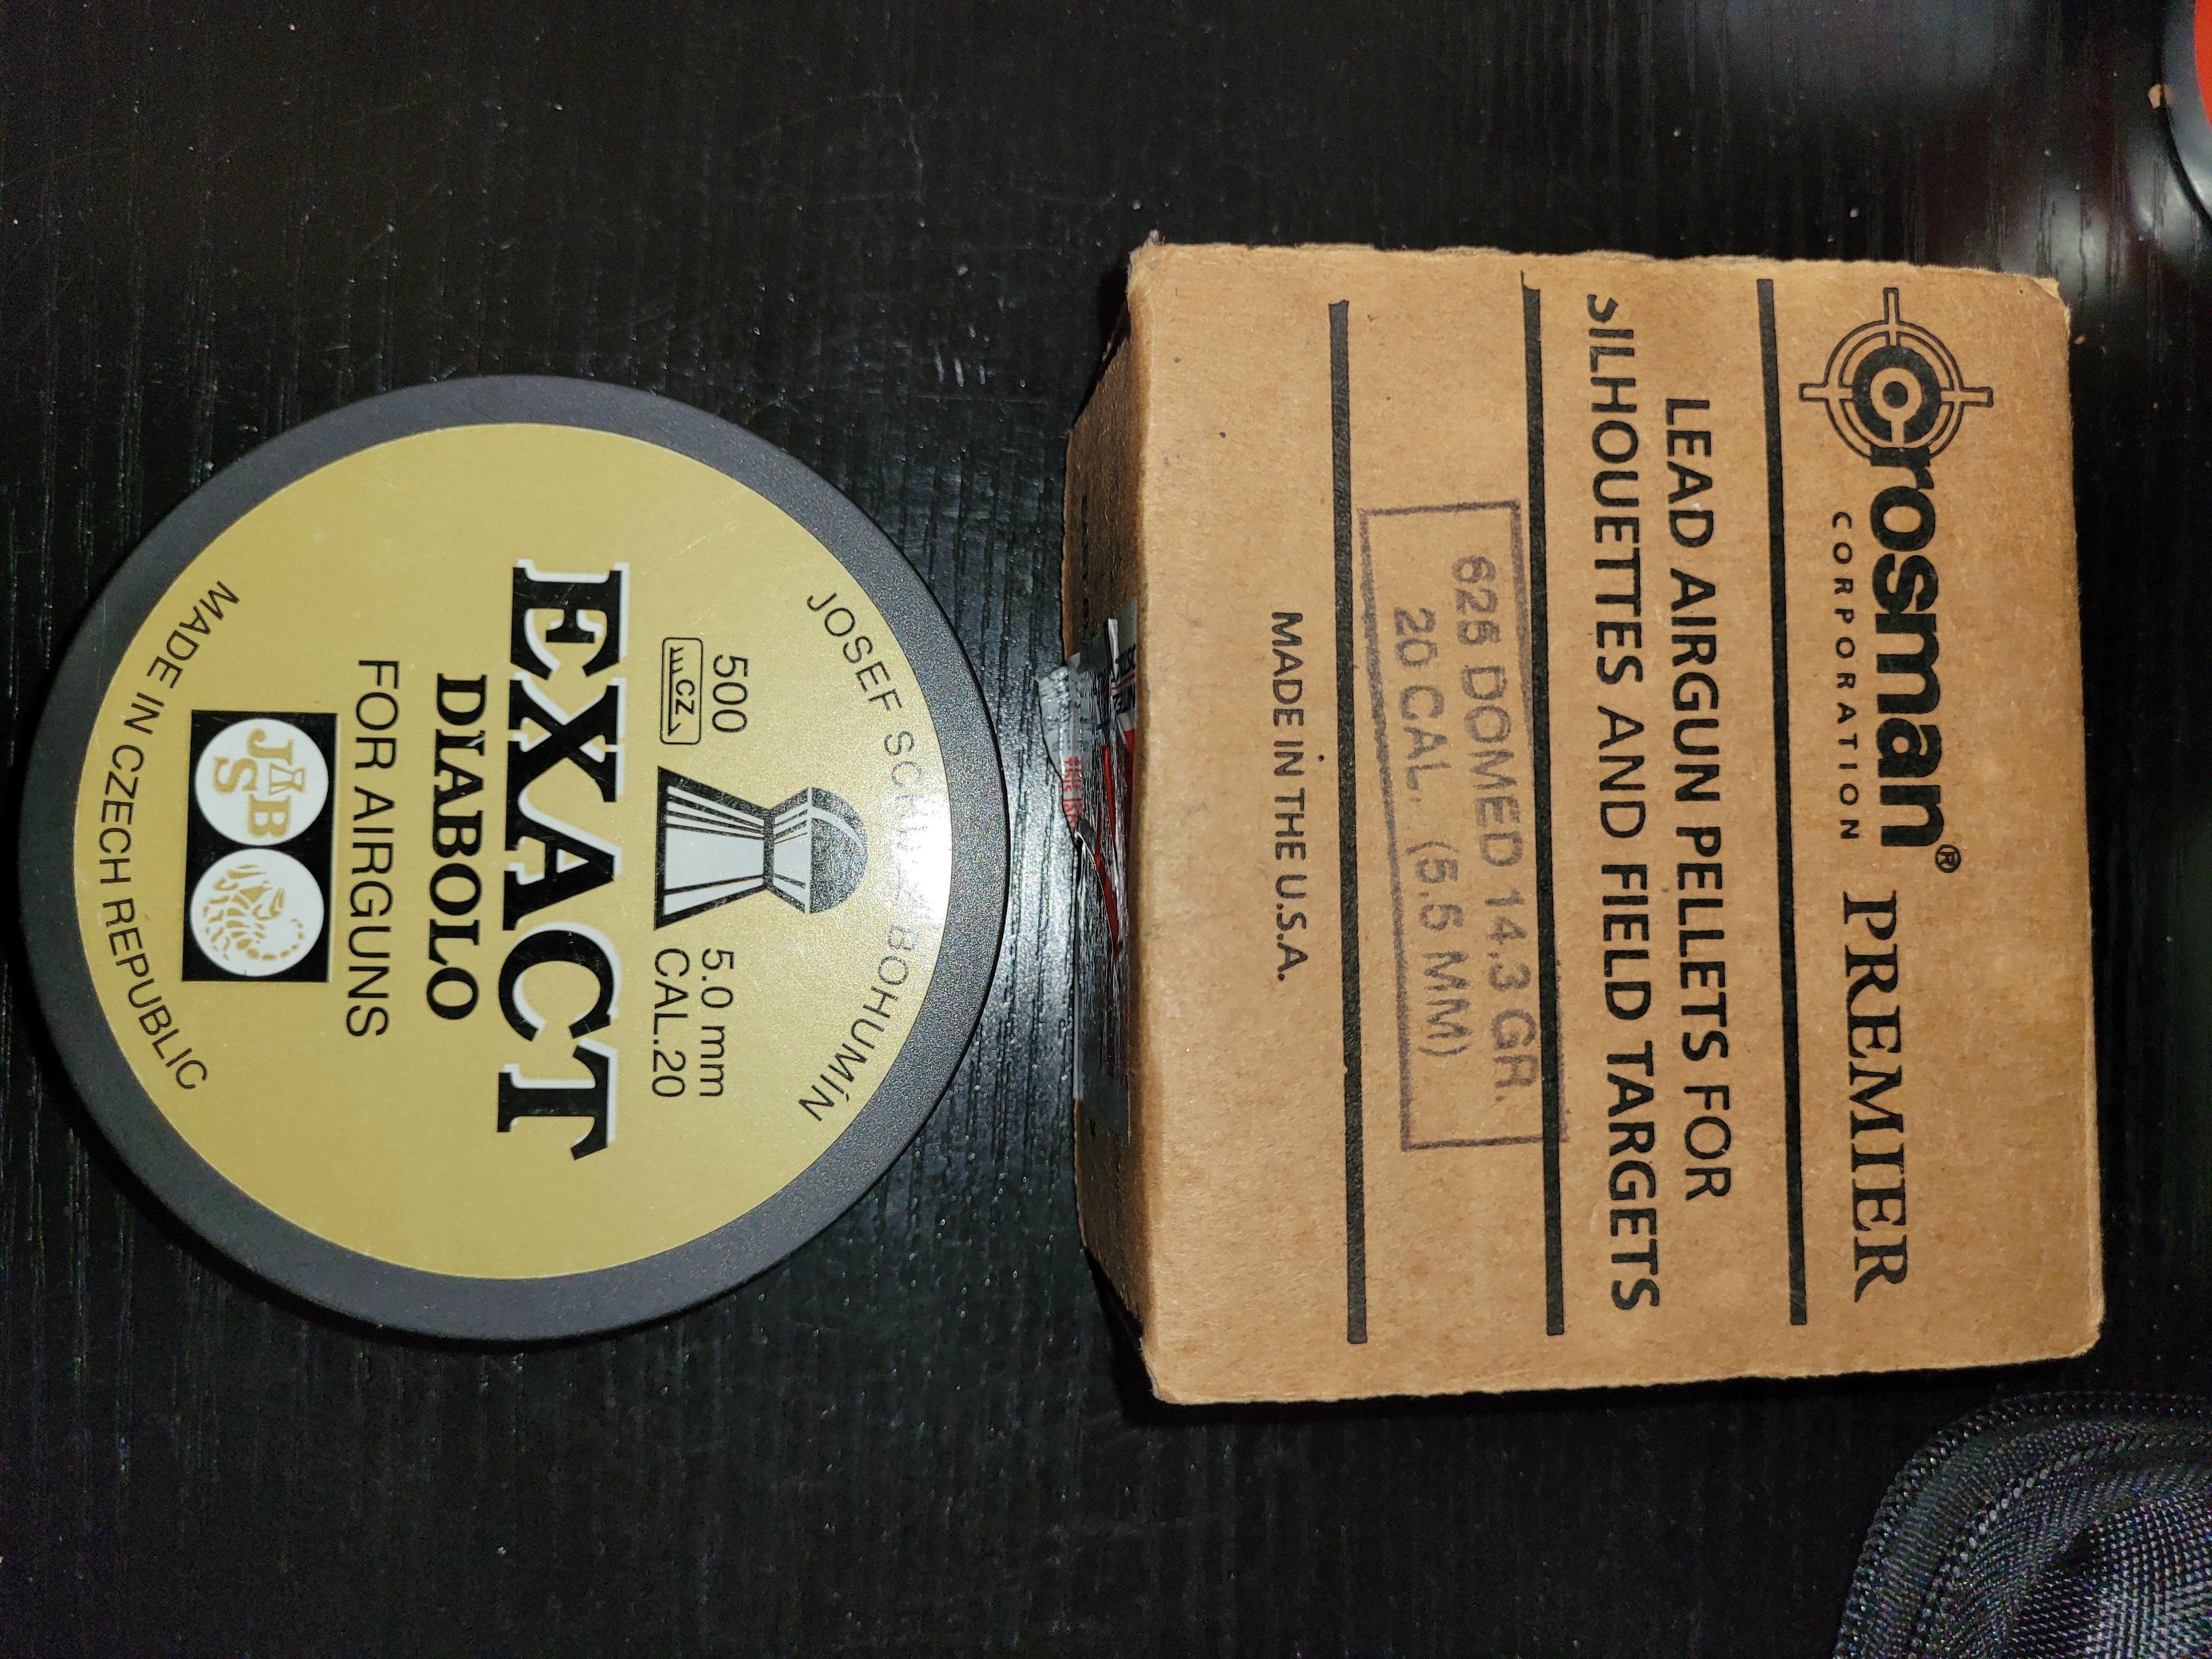 Crosman®
CORPORATION
PREMIER
LEAD AIRGUN PELLETS FOR
SILHOUETTES AND FIELD TARGETS
625 DOMED 14.3 GR.
20 CAL. (5.5 MM)
MADE IN THE U.S.A.
JOSEF BOHUMÍN
500
CZ
5.0 mm
CAL.20
EXACT
DIABOLO
FOR AIRGUNS
JSB
MADE IN CZECH REPUBLIC